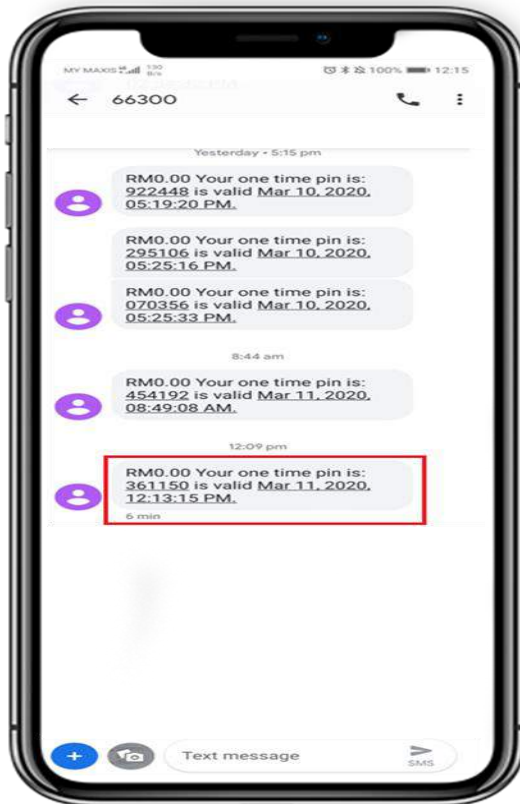 MY MAXIS 130 B/s 100% 12:15
66300
Yesterday • 5:15 pm
RM0.00 Your one time pin is:
922448 is valid Mar 10, 2020,
05:19:20 PM.
RM0.00 Your one time pin is:
295106 is valid Mar 10, 2020,
05:25:16 PM.
RM0.00 Your one time pin is:
070356 is valid Mar 10, 2020,
05:25:33 PM.
8:44 am
RM0.00 Your one time pin is:
454192 is valid Mar 11, 2020,
08:49:08 AM.
12:09 pm
RM0.00 Your one time pin is:
361150 is valid Mar 11, 2020,
12:13:15 PM.
6 min
Text message
SMS